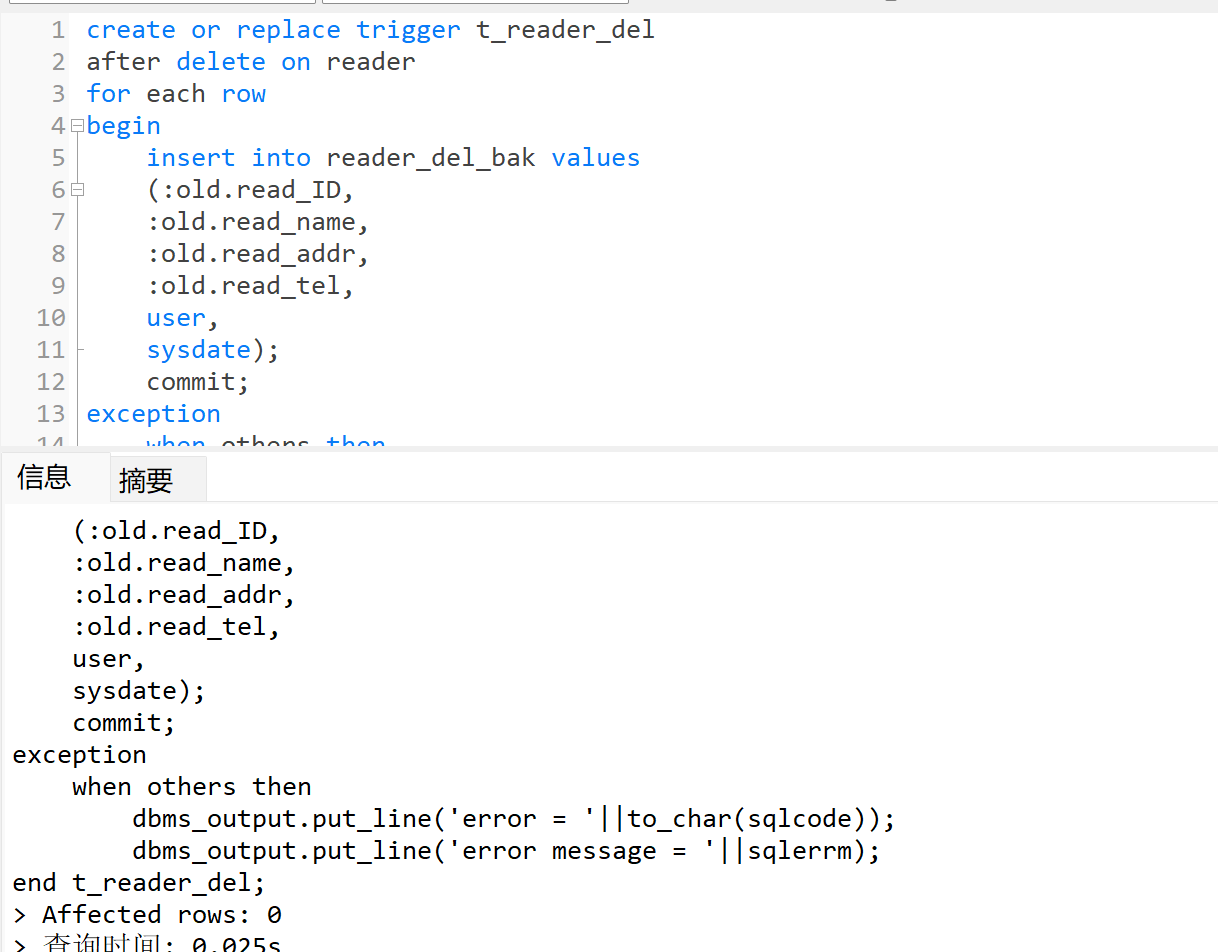 1 create or replace trigger t_reader_del
2 after delete on reader
3 for each row
4 begin
5 insert into reader_del_bak values
6 (:old.read_ID,
7 :old.read_name,
8 :old.read_addr,
9 :old.read_tel,
10 user,
11 sysdate);
12 commit;
13 exception
14 when others then
信息 摘要
(:old.read_ID,
:old.read_name,
:old.read_addr,
:old.read_tel,
user,
sysdate);
commit;
exception
when others then
dbms_output.put_line('error = '||to_char(sqlcode));
dbms_output.put_line('error message = '||sqlerrm);
end t_reader_del;
> Affected rows: 0
> 查询时间: 0.025s